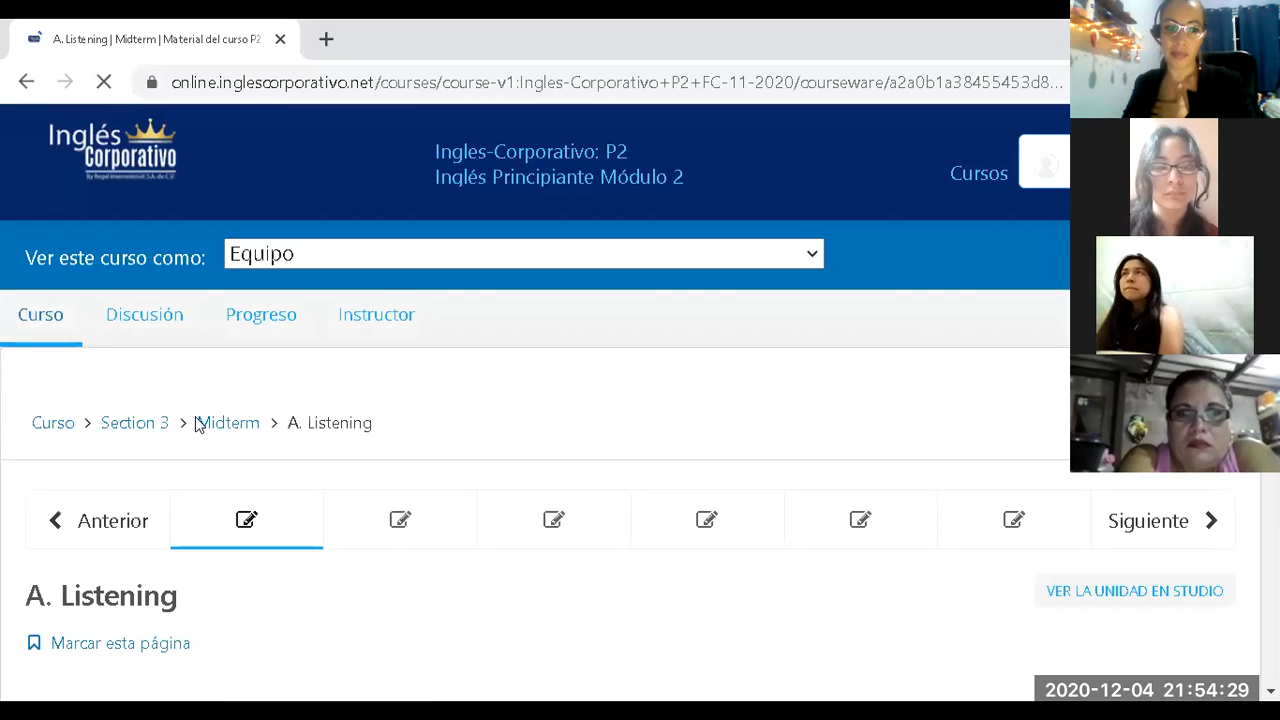 A. Listening | Midterm | Material del curso P2
online.inglescorporativo.net/courses/course-v1:Ingles-Corporativo+P2+FC-11-2020/courseware/a2a0b1a38455453d8...
Inglés
Corporativo
Ingles-Corporativo: P2
Inglés Principiante Módulo 2
Cursos
Ver este curso como:
Equipo
Curso
Discusión
Progreso
Instructor
Curso > Section 3 > Midterm > A. Listening
Anterior
Siguiente
A. Listening
VER LA UNIDAD EN STUDIO
Marcar esta página
2020-12-04 21:54:29